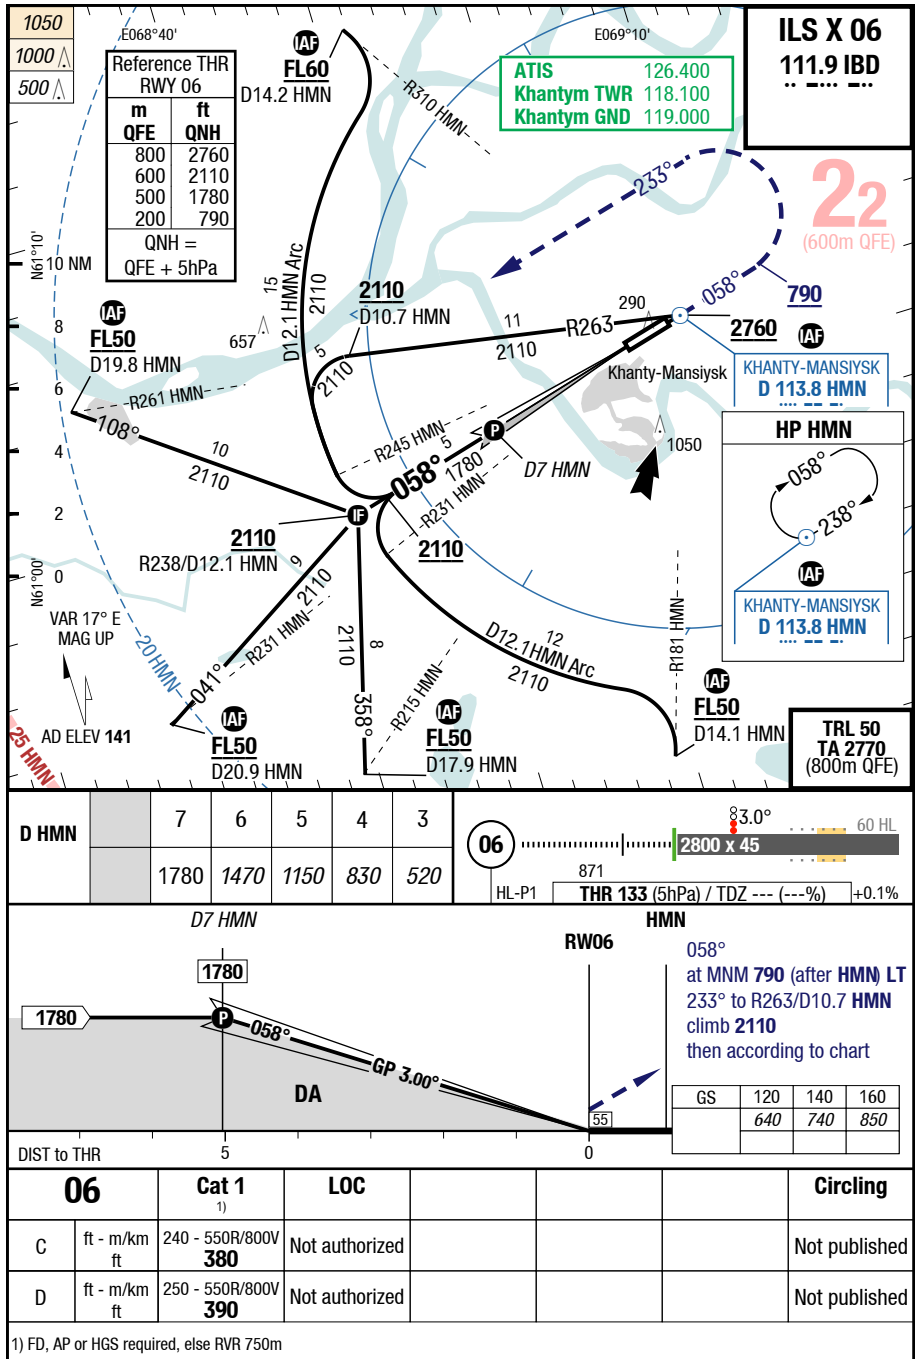 1050
1000
500
E068°40'
E069°10'
ILS X 06
111.9 IBD
Reference THR
RWY 06
m ft
QFE QNH
800 2760
600 2110
500 1780
200 790
QNH =
QFE + 5hPa
IAF
FL60
D14.2 HMN
R310 HMN
ATIS 126.400
Khantym TWR 118.100
Khantym GND 119.000
22
(600m QFE)
233°
058°
790
N61°10'
10 NM
8
6
4
2
0
N61°00'
15
D12.1 HMN Arc
2110
2110
D10.7 HMN
5
2110
11
R263
2110
290
2760
IAF
KHANTY-MANSIYSK
D 113.8 HMN
Khanty-Mansiysk
1050
657
IAF
FL50
D19.8 HMN
R261 HMN
108°
10
2110
R245 HMN
058°
5
1780
P
D7 HMN
R231 HMN
HP HMN
058°
238°
IAF
KHANTY-MANSIYSK
D 113.8 HMN
IF
2110
R238/D12.1 HMN
2110
9
2110
R231 HMN
041°
IAF
FL50
D20.9 HMN
8
2110
358°
R215 HMN
IAF
FL50
D17.9 HMN
12
D12.1HMN Arc
2110
R181 HMN
IAF
FL50
D14.1 HMN
VAR 17° E
MAG UP
AD ELEV 141
20 HMN
25 HMN
TRL 50
TA 2770
(800m QFE)
D HMN 7 6 5 4 3
1780 1470 1150 830 520
06
3.0°
60 HL
2800 x 45
871
HL-P1
THR 133 (5hPa) / TDZ --- (---%)
+0.1%
D7 HMN
HMN
RW06
1780
1780
P
058°
GP 3.00°
DA
55
058°
at MNM 790 (after HMN) LT
233° to R263/D10.7 HMN
climb 2110
then according to chart
GS 120 140 160
640 740 850
DIST to THR 5 0
06 Cat 1 LOC Circling
1)
C ft - m/km 240 - 550R/800V Not authorized Not published
ft 380
D ft - m/km 250 - 550R/800V Not authorized Not published
ft 390
1) FD, AP or HGS required, else RVR 750m